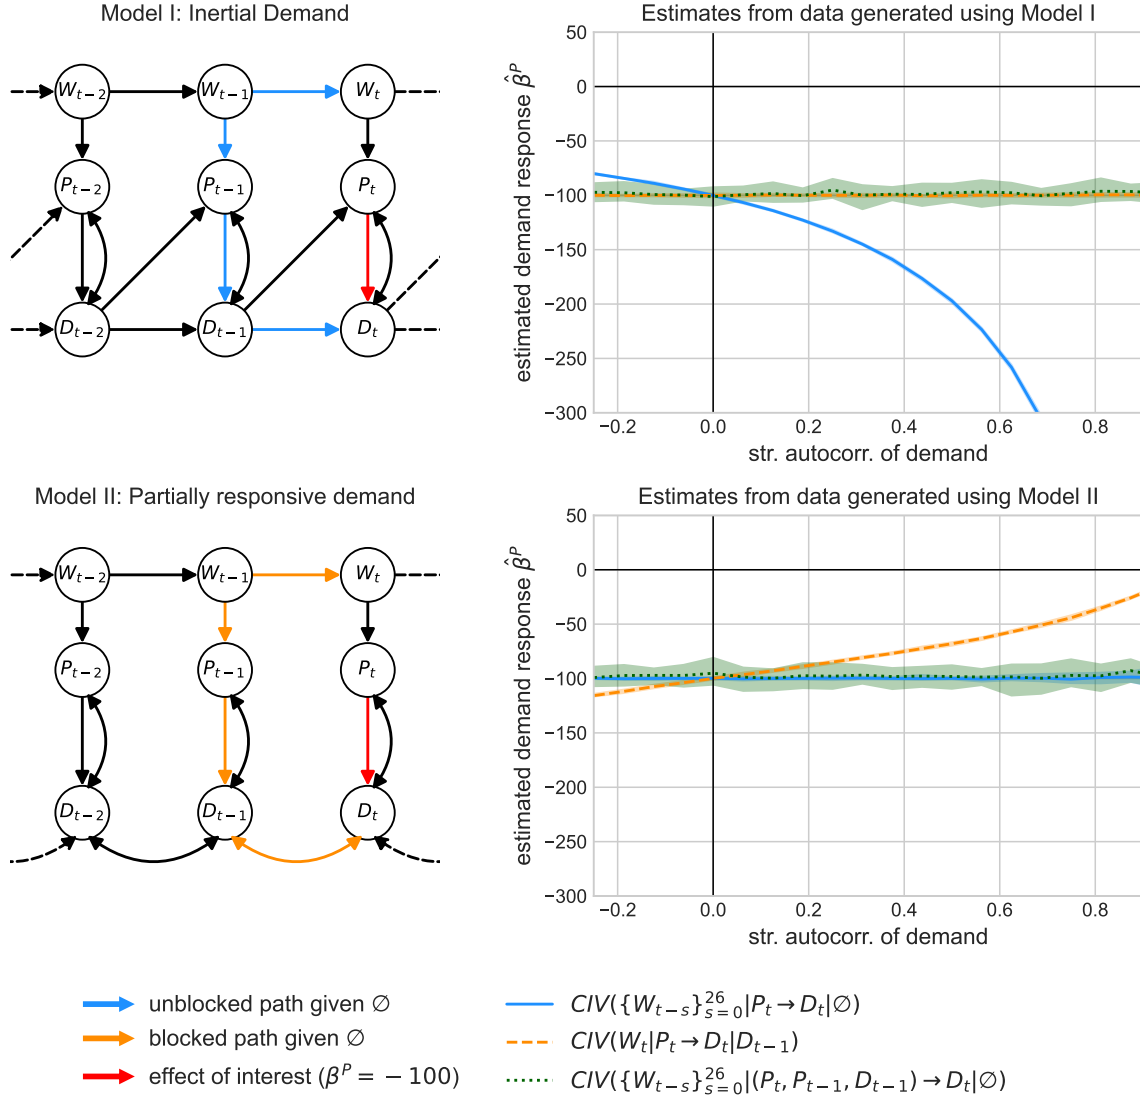 Model I: Inertial Demand
W_{t−2}
W_{t−1}
W_t
P_{t−2}
P_{t−1}
P_t
D_{t−2}
D_{t−1}
D_t
Estimates from data generated using Model I
estimated demand response β̂^P
50
0
−50
−100
−150
−200
−250
−300
−0.2 0.0 0.2 0.4 0.6 0.8
str. autocorr. of demand
Model II: Partially responsive demand
W_{t−2}
W_{t−1}
W_t
P_{t−2}
P_{t−1}
P_t
D_{t−2}
D_{t−1}
D_t
Estimates from data generated using Model II
estimated demand response β̂^P
50
0
−50
−100
−150
−200
−250
−300
−0.2 0.0 0.2 0.4 0.6 0.8
str. autocorr. of demand
unblocked path given ∅
blocked path given ∅
effect of interest (β^P = −100)
CIV({W_{t−s}}_{s=0}^{26}|P_t → D_t|∅)
CIV(W_t|P_t → D_t|D_{t−1})
CIV({W_{t−s}}_{s=0}^{26}|(P_t, P_{t−1}, D_{t−1}) → D_t|∅)